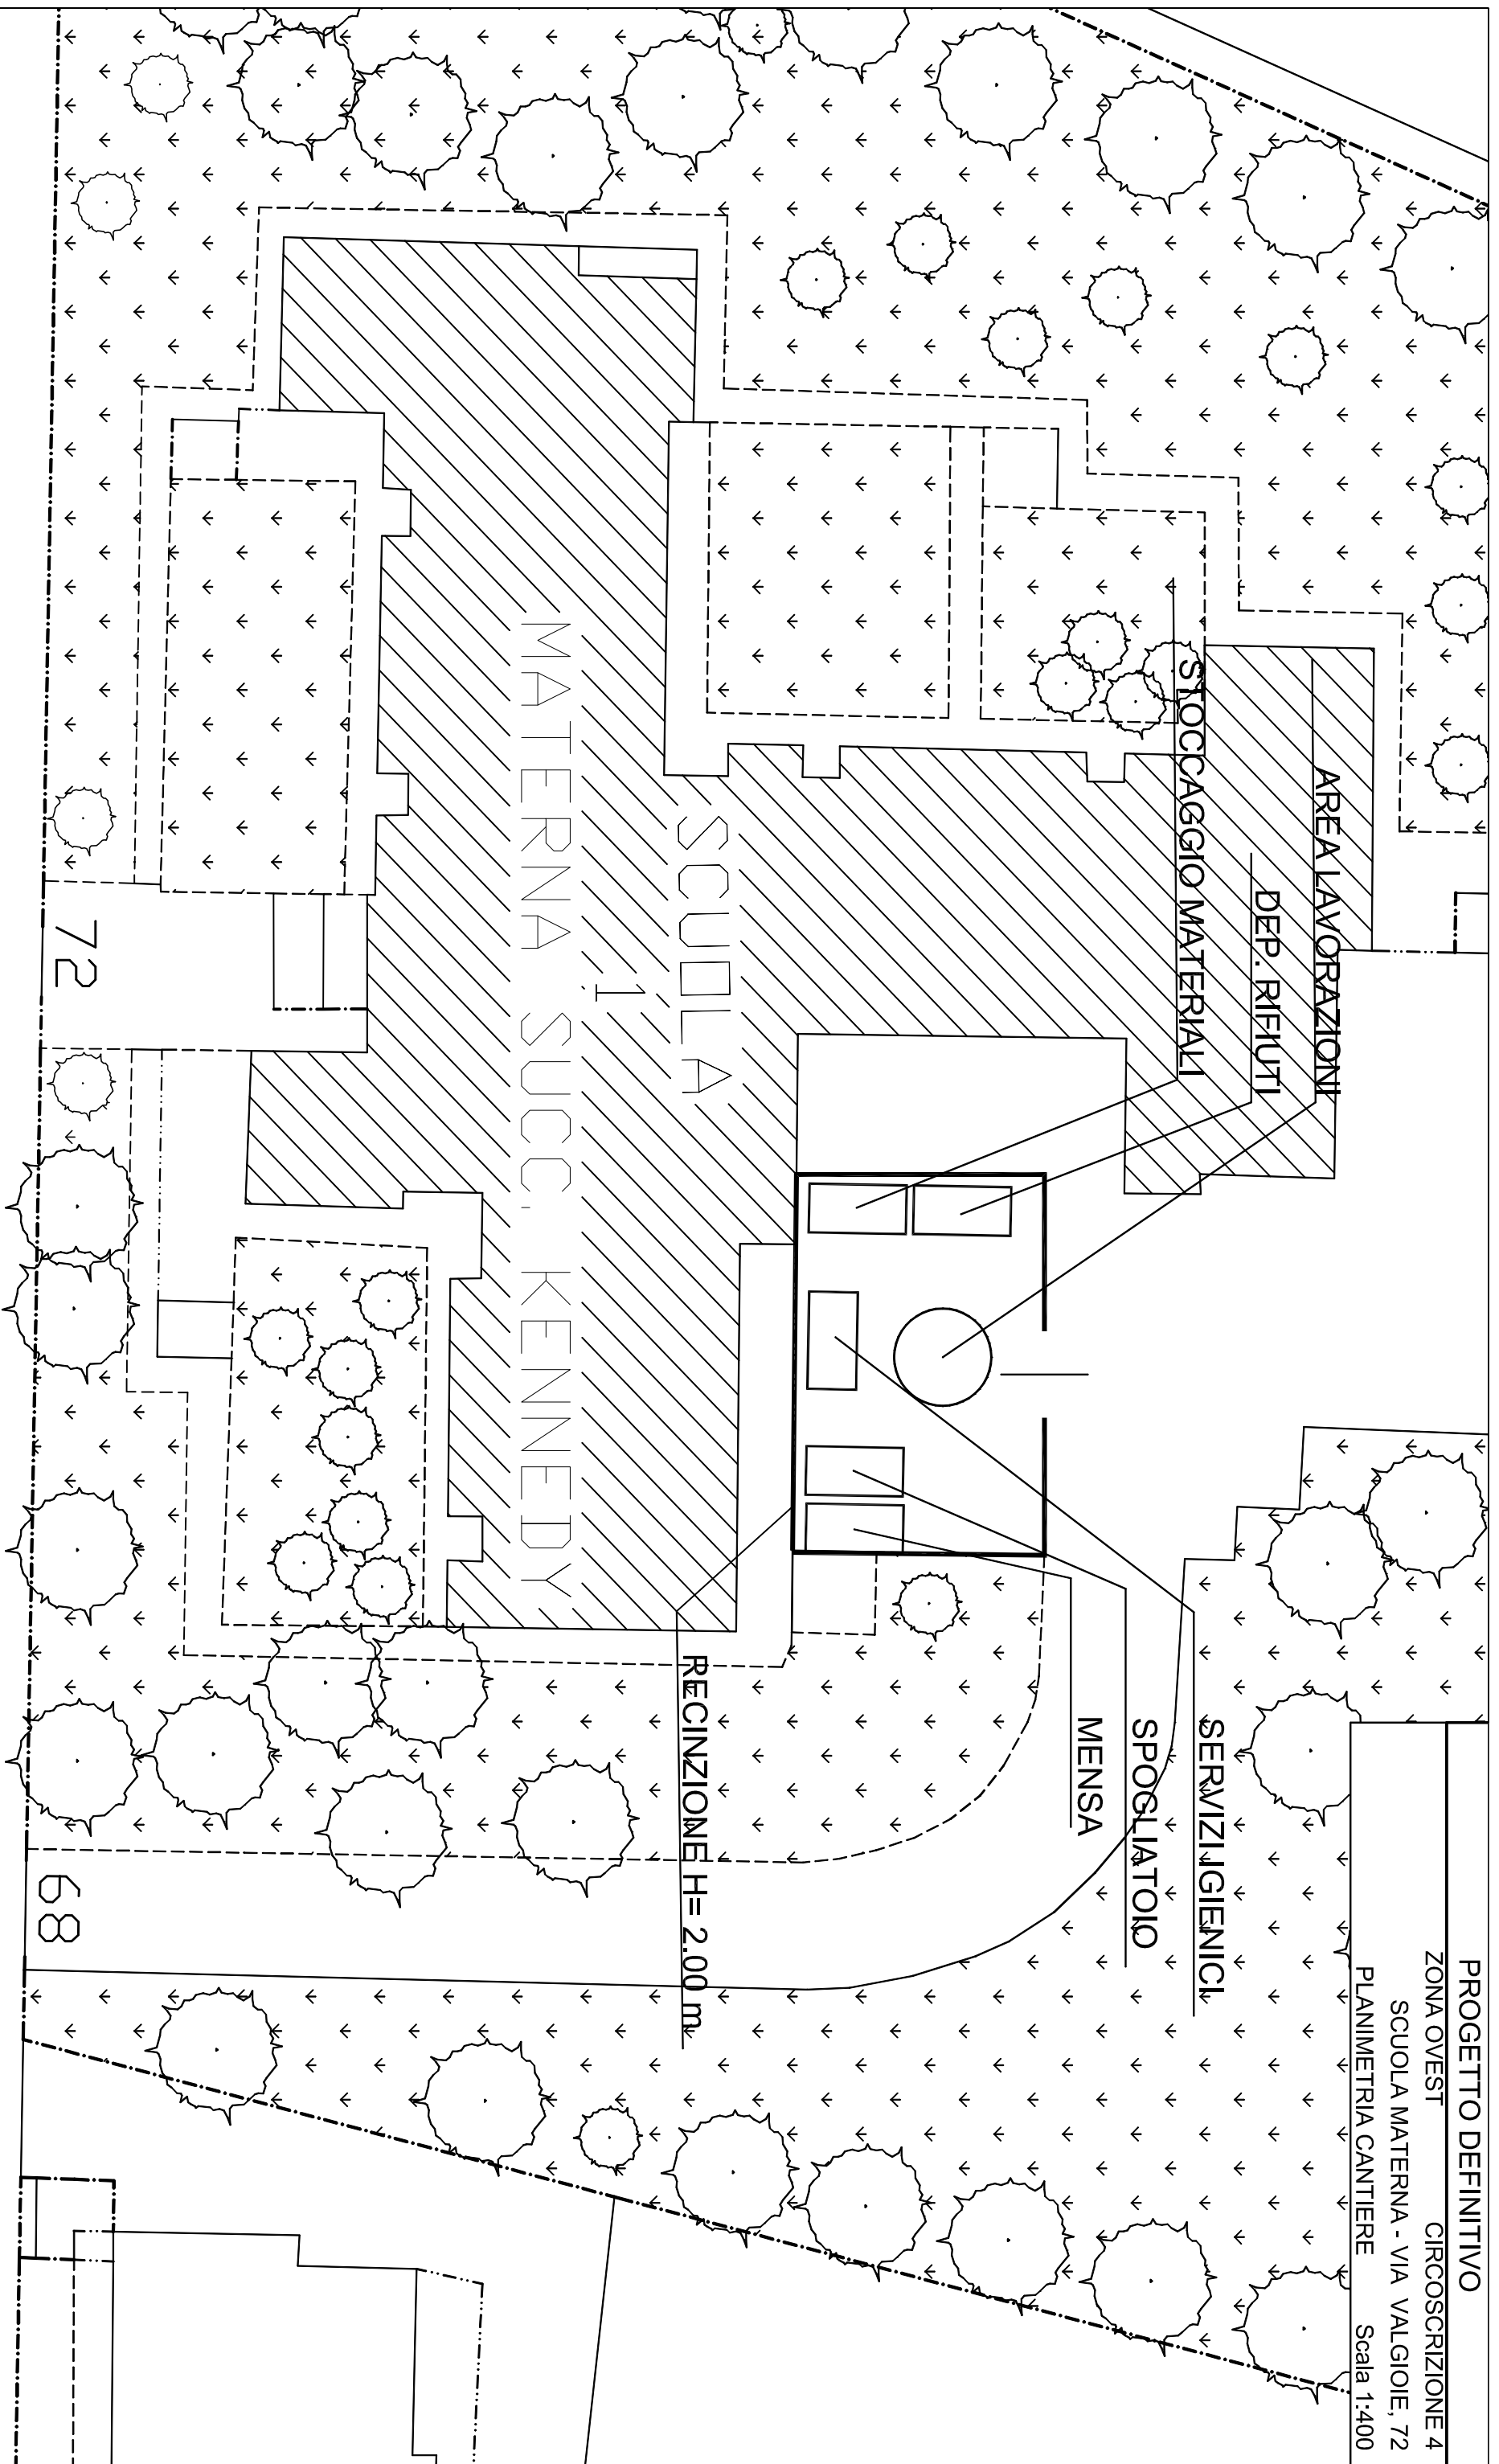 PROGETTO DEFINITIVO
ZONA OVEST CIRCOSCRIZIONE 4
SCUOLA MATERNA - VIA VALGIOIE, 72
PLANIMETRIA CANTIERE Scala 1:400
AREA LAVORAZIONI
DEP. RIFIUTI
STOCCAGGIO MATERIALI
SERVIZI IGIENICI
SPOGLIATOIO
MENSA
SCUOLA
1
MATERNA SUCC. KENNEDY
RECINZIONE H= 2.00 m
72
68